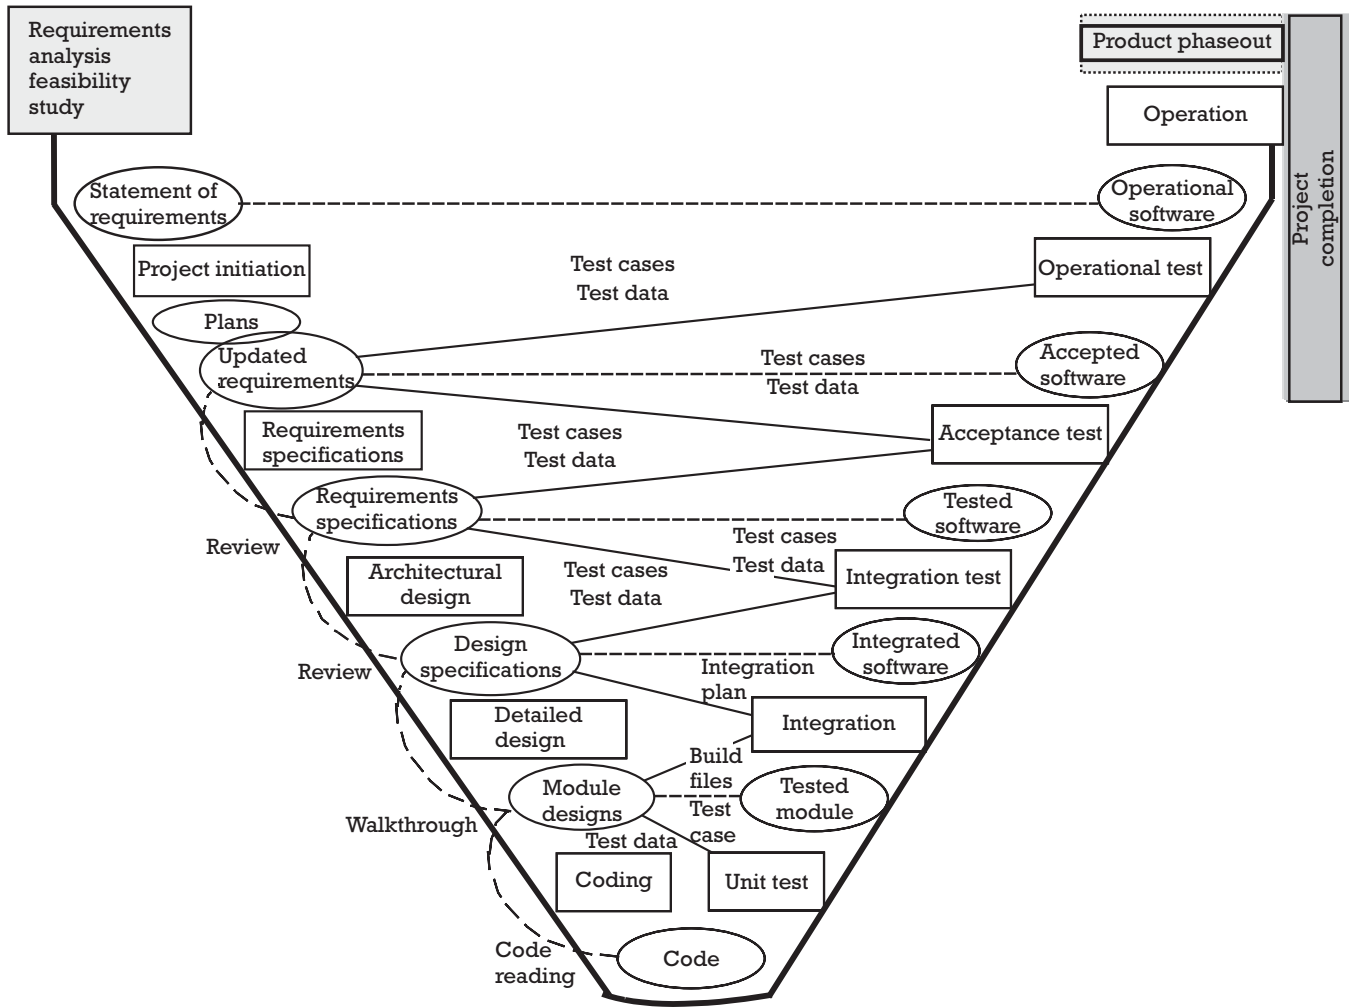 Requirements
analysis
feasibility
study
Product phaseout
Operation
Project
completion
Statement of
requirements
Operational
software
Project initiation
Test cases
Test data
Operational test
Plans
Updated
requirements
Test cases
Test data
Accepted
software
Requirements
specifications
Test cases
Test data
Acceptance test
Requirements
specifications
Tested
software
Review
Test cases
Test data
Architectural
design
Test cases
Test data
Integration test
Design
specifications
Integrated
software
Review
Integration
plan
Detailed
design
Integration
Build
files
Module
designs
Tested
module
Walkthrough
Test
case
Test data
Coding
Unit test
Code
reading
Code